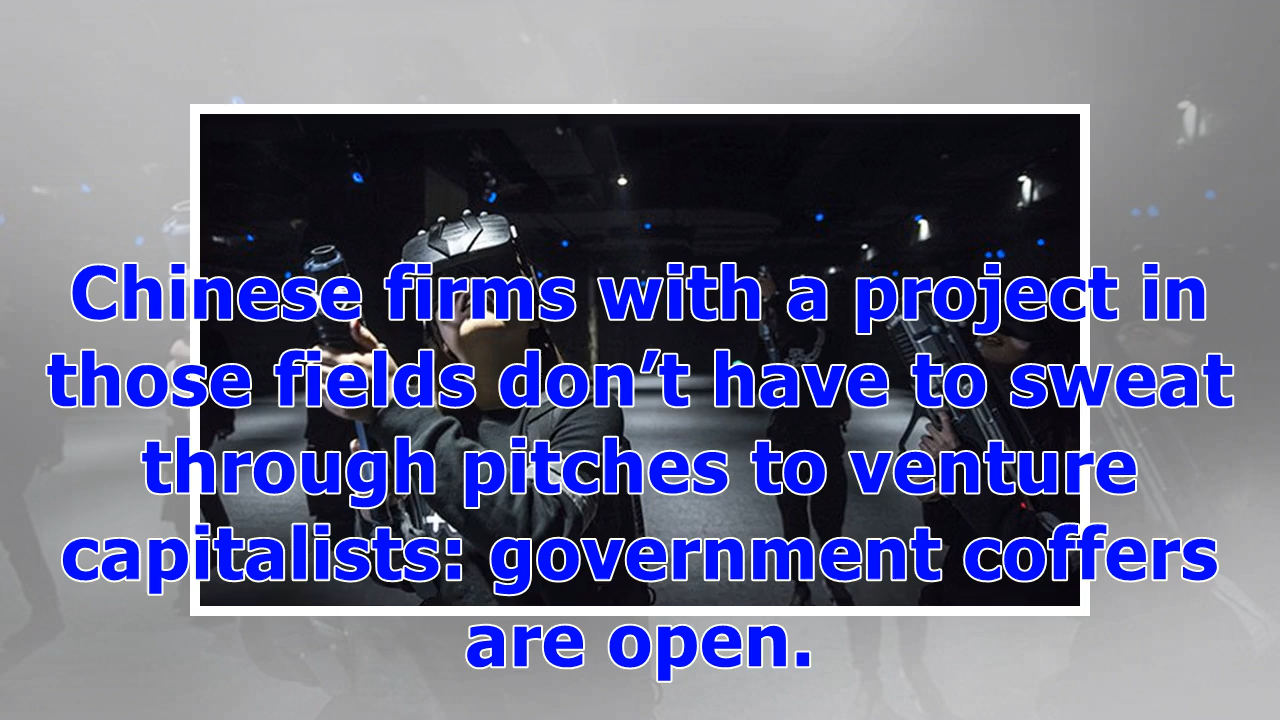 Chinese firms with a project in
those fields don’t have to sweat
through pitches to venture
capitalists: government coffers
are open.